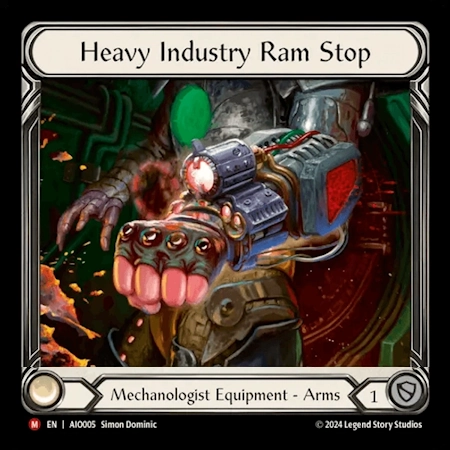 Heavy Industry Ram Stop
Mechanologist Equipment - Arms
1
M EN | AIO005 Simon Dominic
© 2024 Legend Story Studios